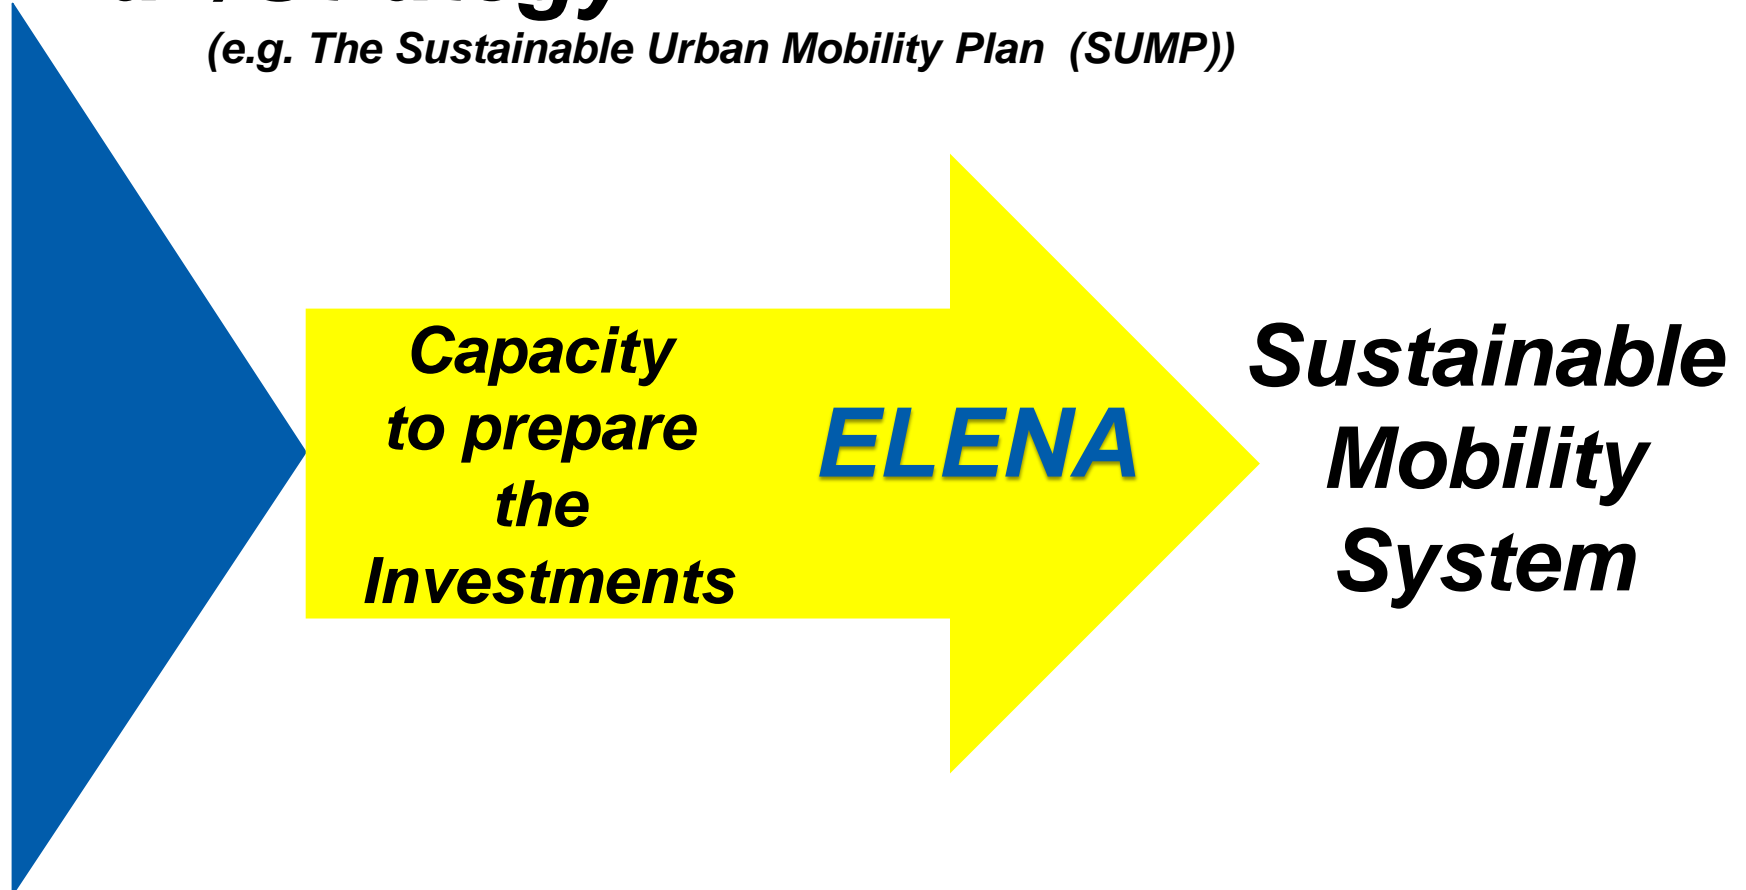 (e.g. The Sustainable Urban Mobility Plan (SUMP))
Capacity
to prepare
the
Investments
ELENA
Sustainable
Mobility
System